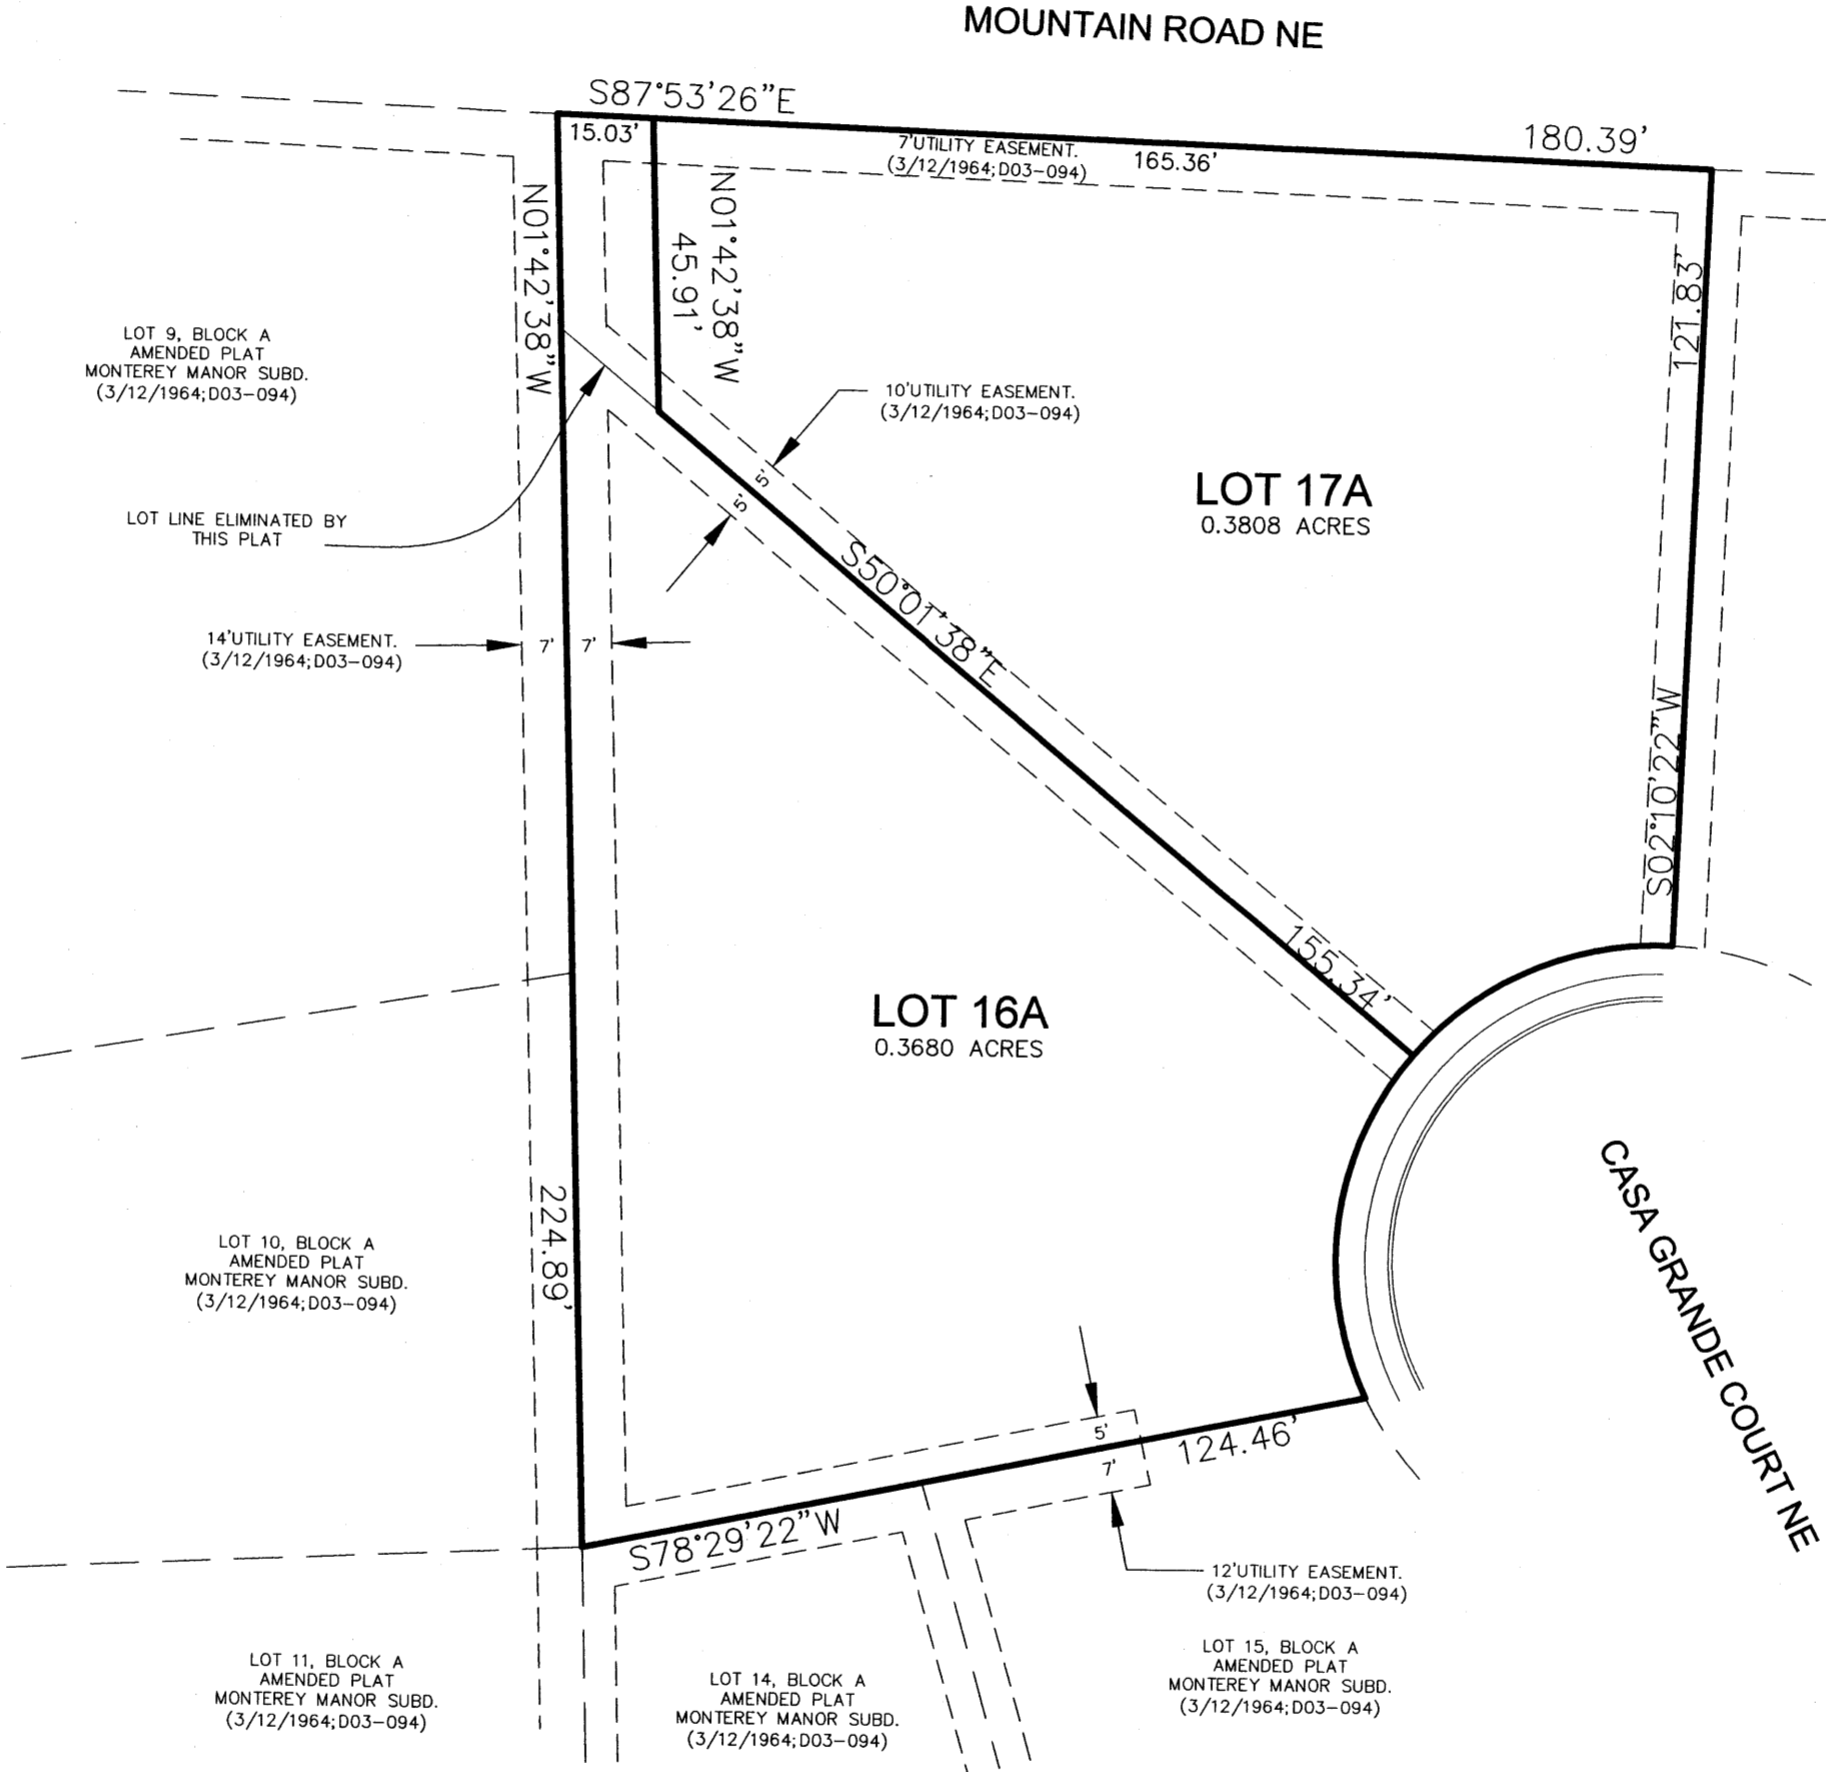 MOUNTAIN ROAD NE
S87°53'26"E
15.03'
7'UTILITY EASEMENT.
(3/12/1964;D03-094)
165.36'
180.39'
N01°42'38"W
N01°42'38"W
45.91'
121.83'
LOT 9, BLOCK A
AMENDED PLAT
MONTEREY MANOR SUBD.
(3/12/1964;D03-094)
10'UTILITY EASEMENT.
(3/12/1964;D03-094)
5'
5'
LOT 17A
0.3808 ACRES
LOT LINE ELIMINATED BY
THIS PLAT
S50°01'38"E
14'UTILITY EASEMENT.
(3/12/1964;D03-094)
7'
7'
S02°10'22"W
155.34'
LOT 16A
0.3680 ACRES
CASA GRANDE COURT NE
224.89'
LOT 10, BLOCK A
AMENDED PLAT
MONTEREY MANOR SUBD.
(3/12/1964;D03-094)
5'
7'
124.46'
S78°29'22"W
12'UTILITY EASEMENT.
(3/12/1964;D03-094)
LOT 11, BLOCK A
AMENDED PLAT
MONTEREY MANOR SUBD.
(3/12/1964;D03-094)
LOT 14, BLOCK A
AMENDED PLAT
MONTEREY MANOR SUBD.
(3/12/1964;D03-094)
LOT 15, BLOCK A
AMENDED PLAT
MONTEREY MANOR SUBD.
(3/12/1964;D03-094)